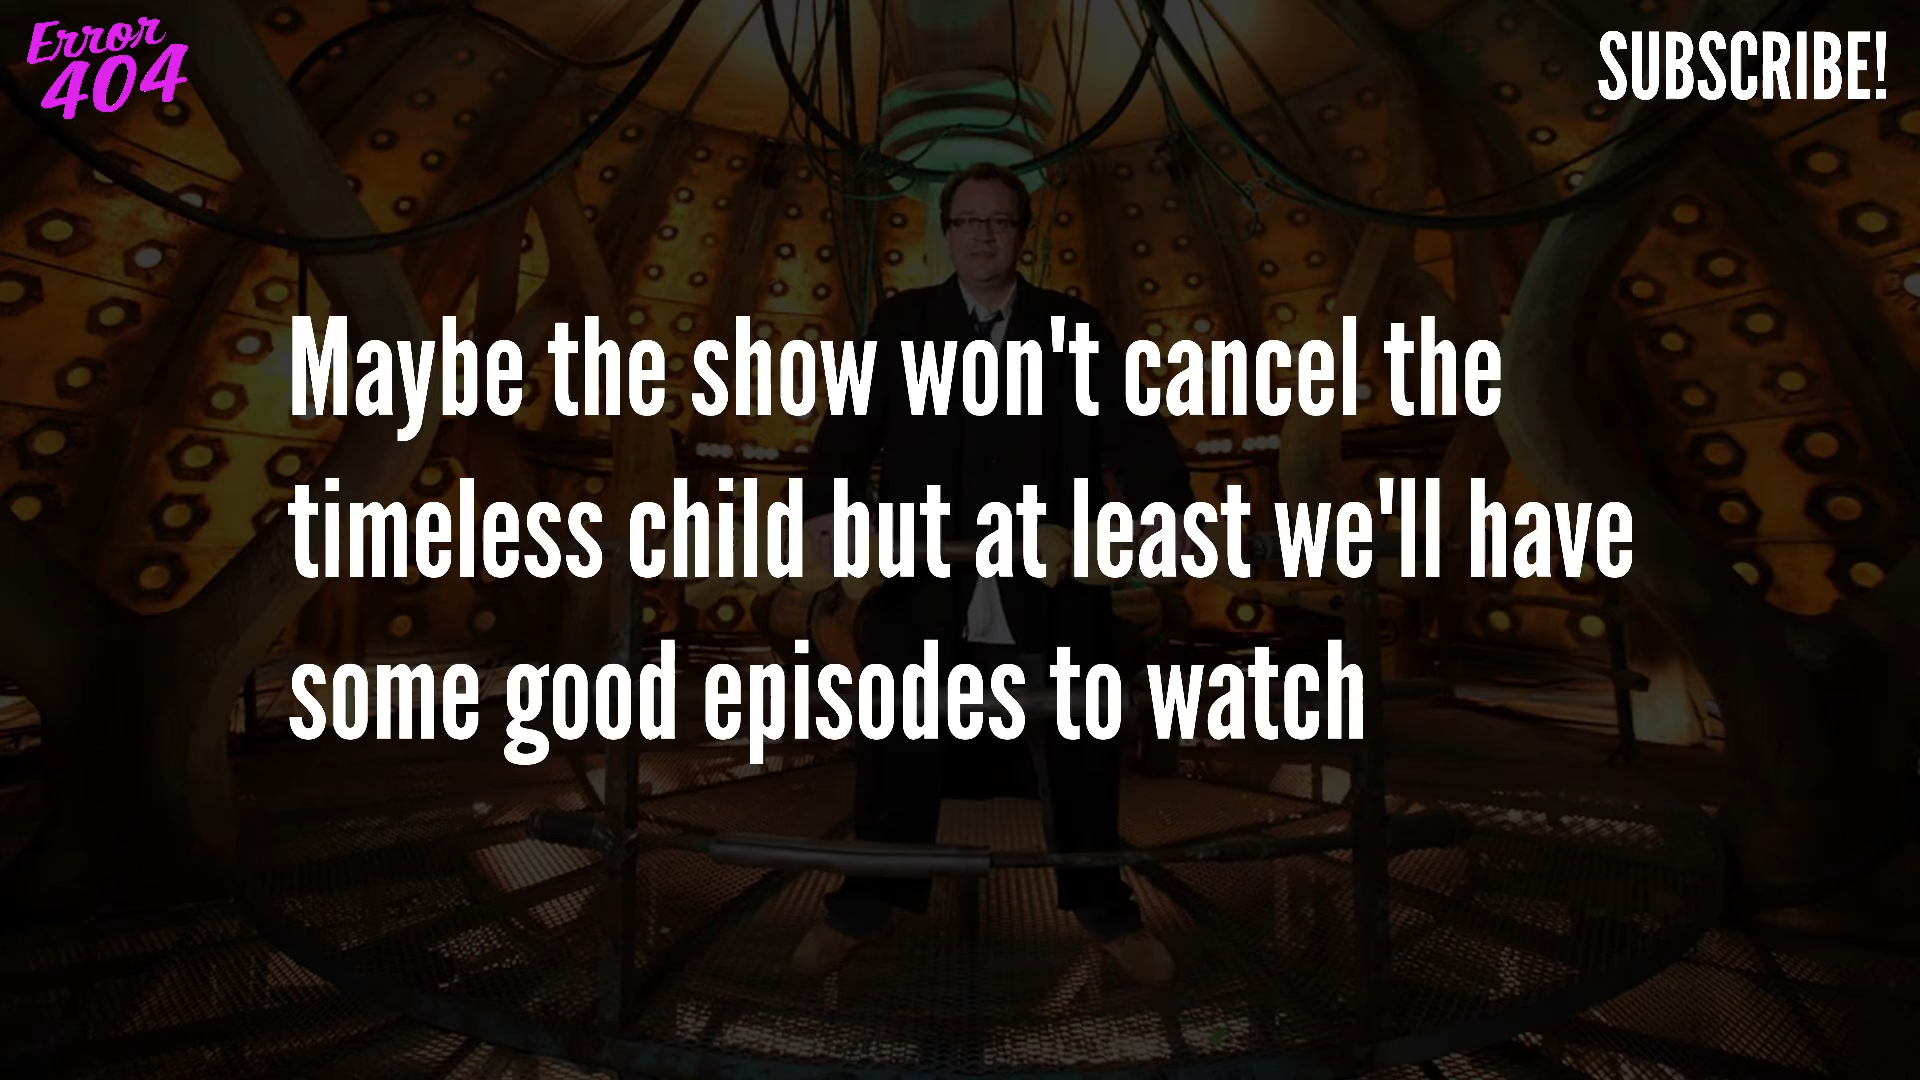 Error
404
SUBSCRIBE!
Maybe the show won't cancel the
timeless child but at least we'll have
some good episodes to watch